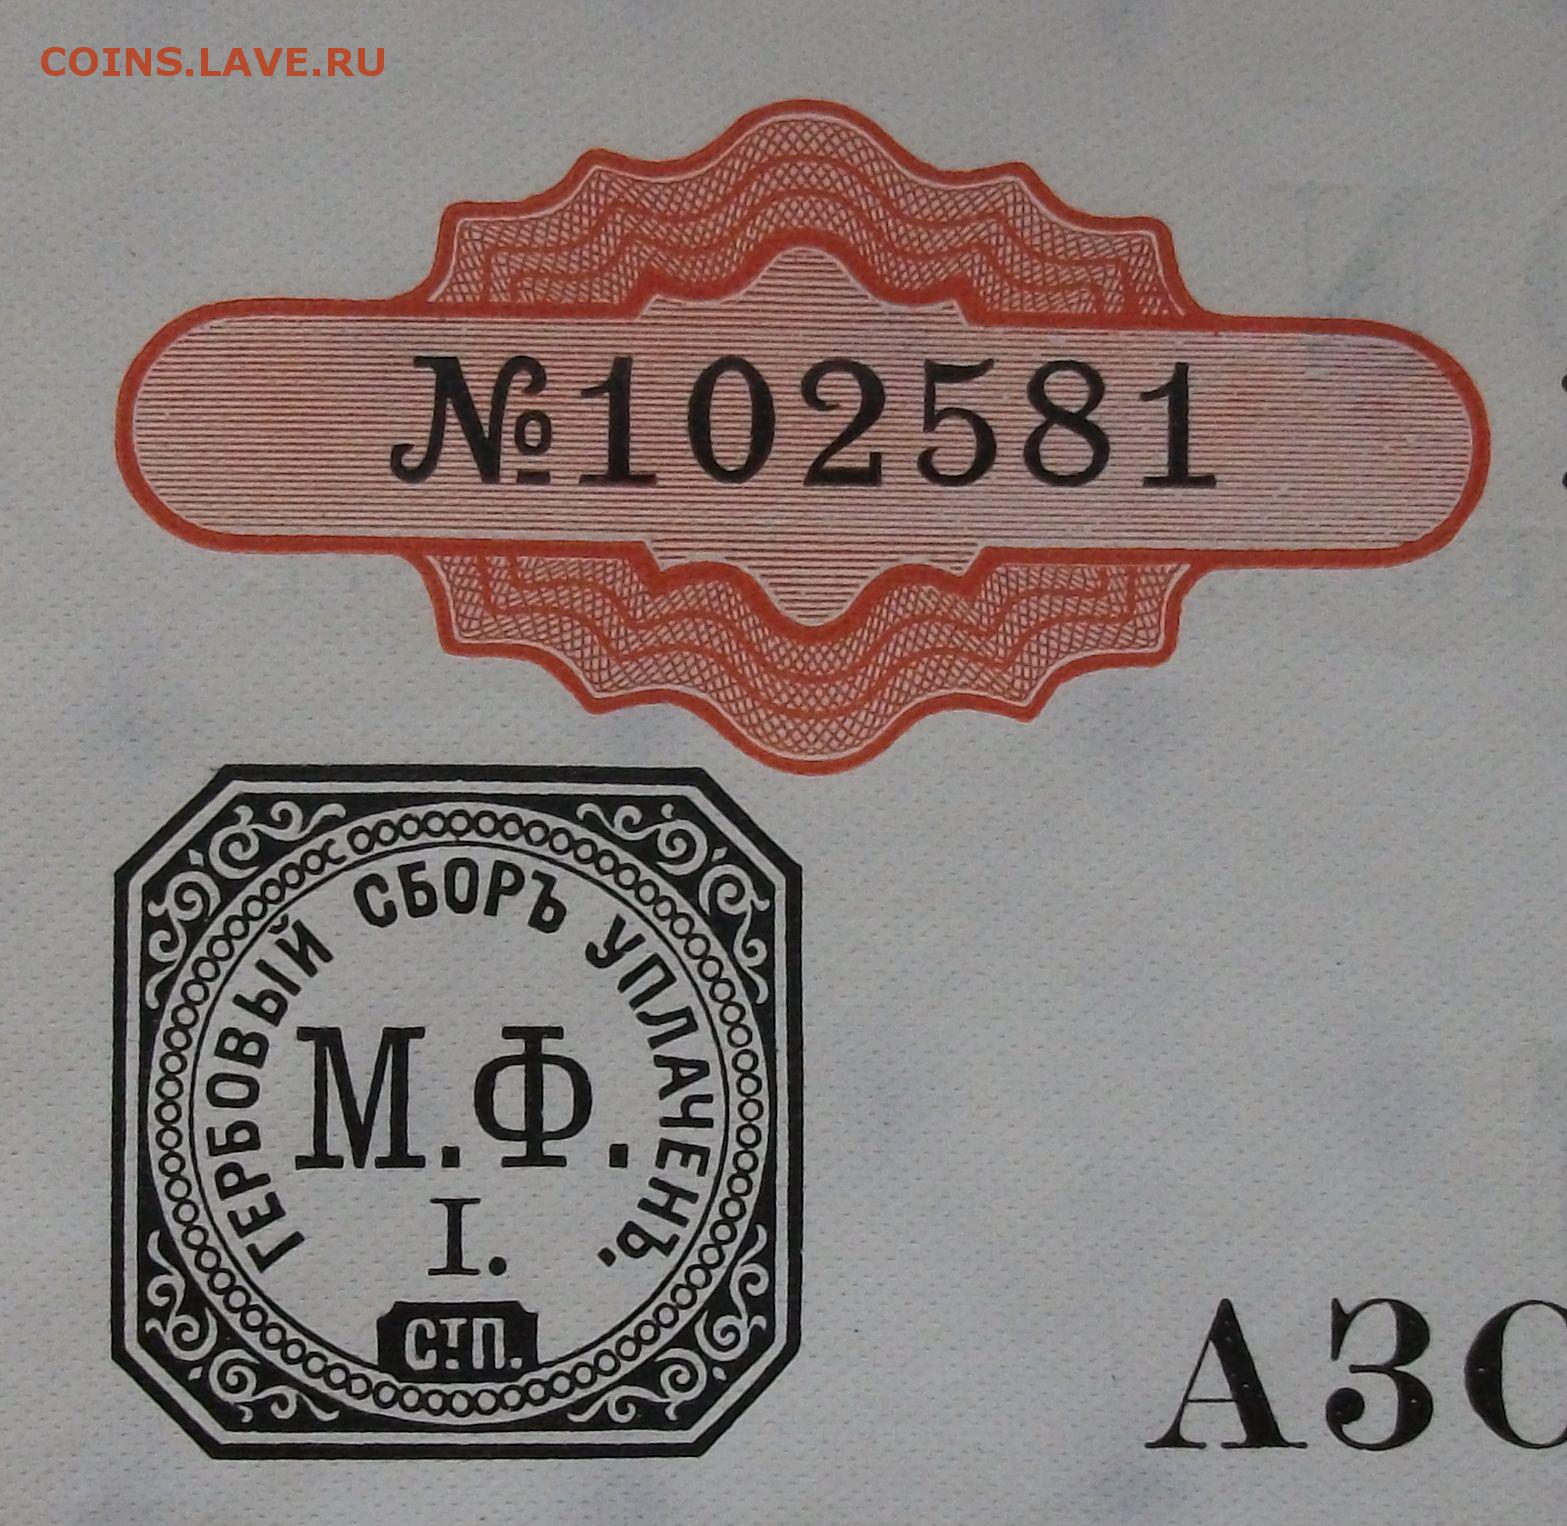 COINS.LAVE.RU
№102581
ГЕРБОВЫЙ СБОРЪ УПЛАЧЕНЪ.
М.Ф.
I.
С.т.П.
АЗО